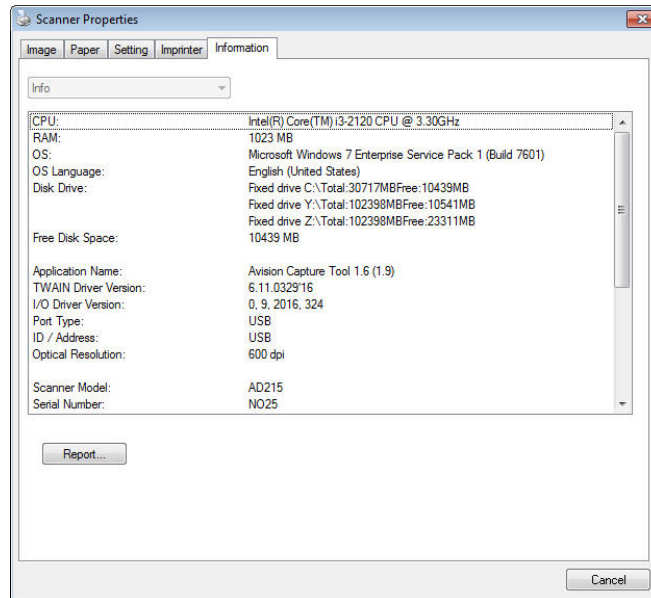 Scanner Properties
Image Paper Setting Imprinter Information
Info
CPU: Intel(R) Core(TM) i3-2120 CPU @ 3.30GHz
RAM: 1023 MB
OS: Microsoft Windows 7 Enterprise Service Pack 1 (Build 7601)
OS Language: English (United States)
Disk Drive: Fixed drive C:\Total:30717MBFree:10439MB
Fixed drive Y:\Total:102398MBFree:10541MB
Fixed drive Z:\Total:102398MBFree:23311MB
Free Disk Space: 10439 MB
Application Name: Avision Capture Tool 1.6 (1.9)
TWAIN Driver Version: 6.11.0329'16
I/O Driver Version: 0, 9, 2016, 324
Port Type: USB
ID / Address: USB
Optical Resolution: 600 dpi
Scanner Model: AD215
Serial Number: NO25
Report...
Cancel